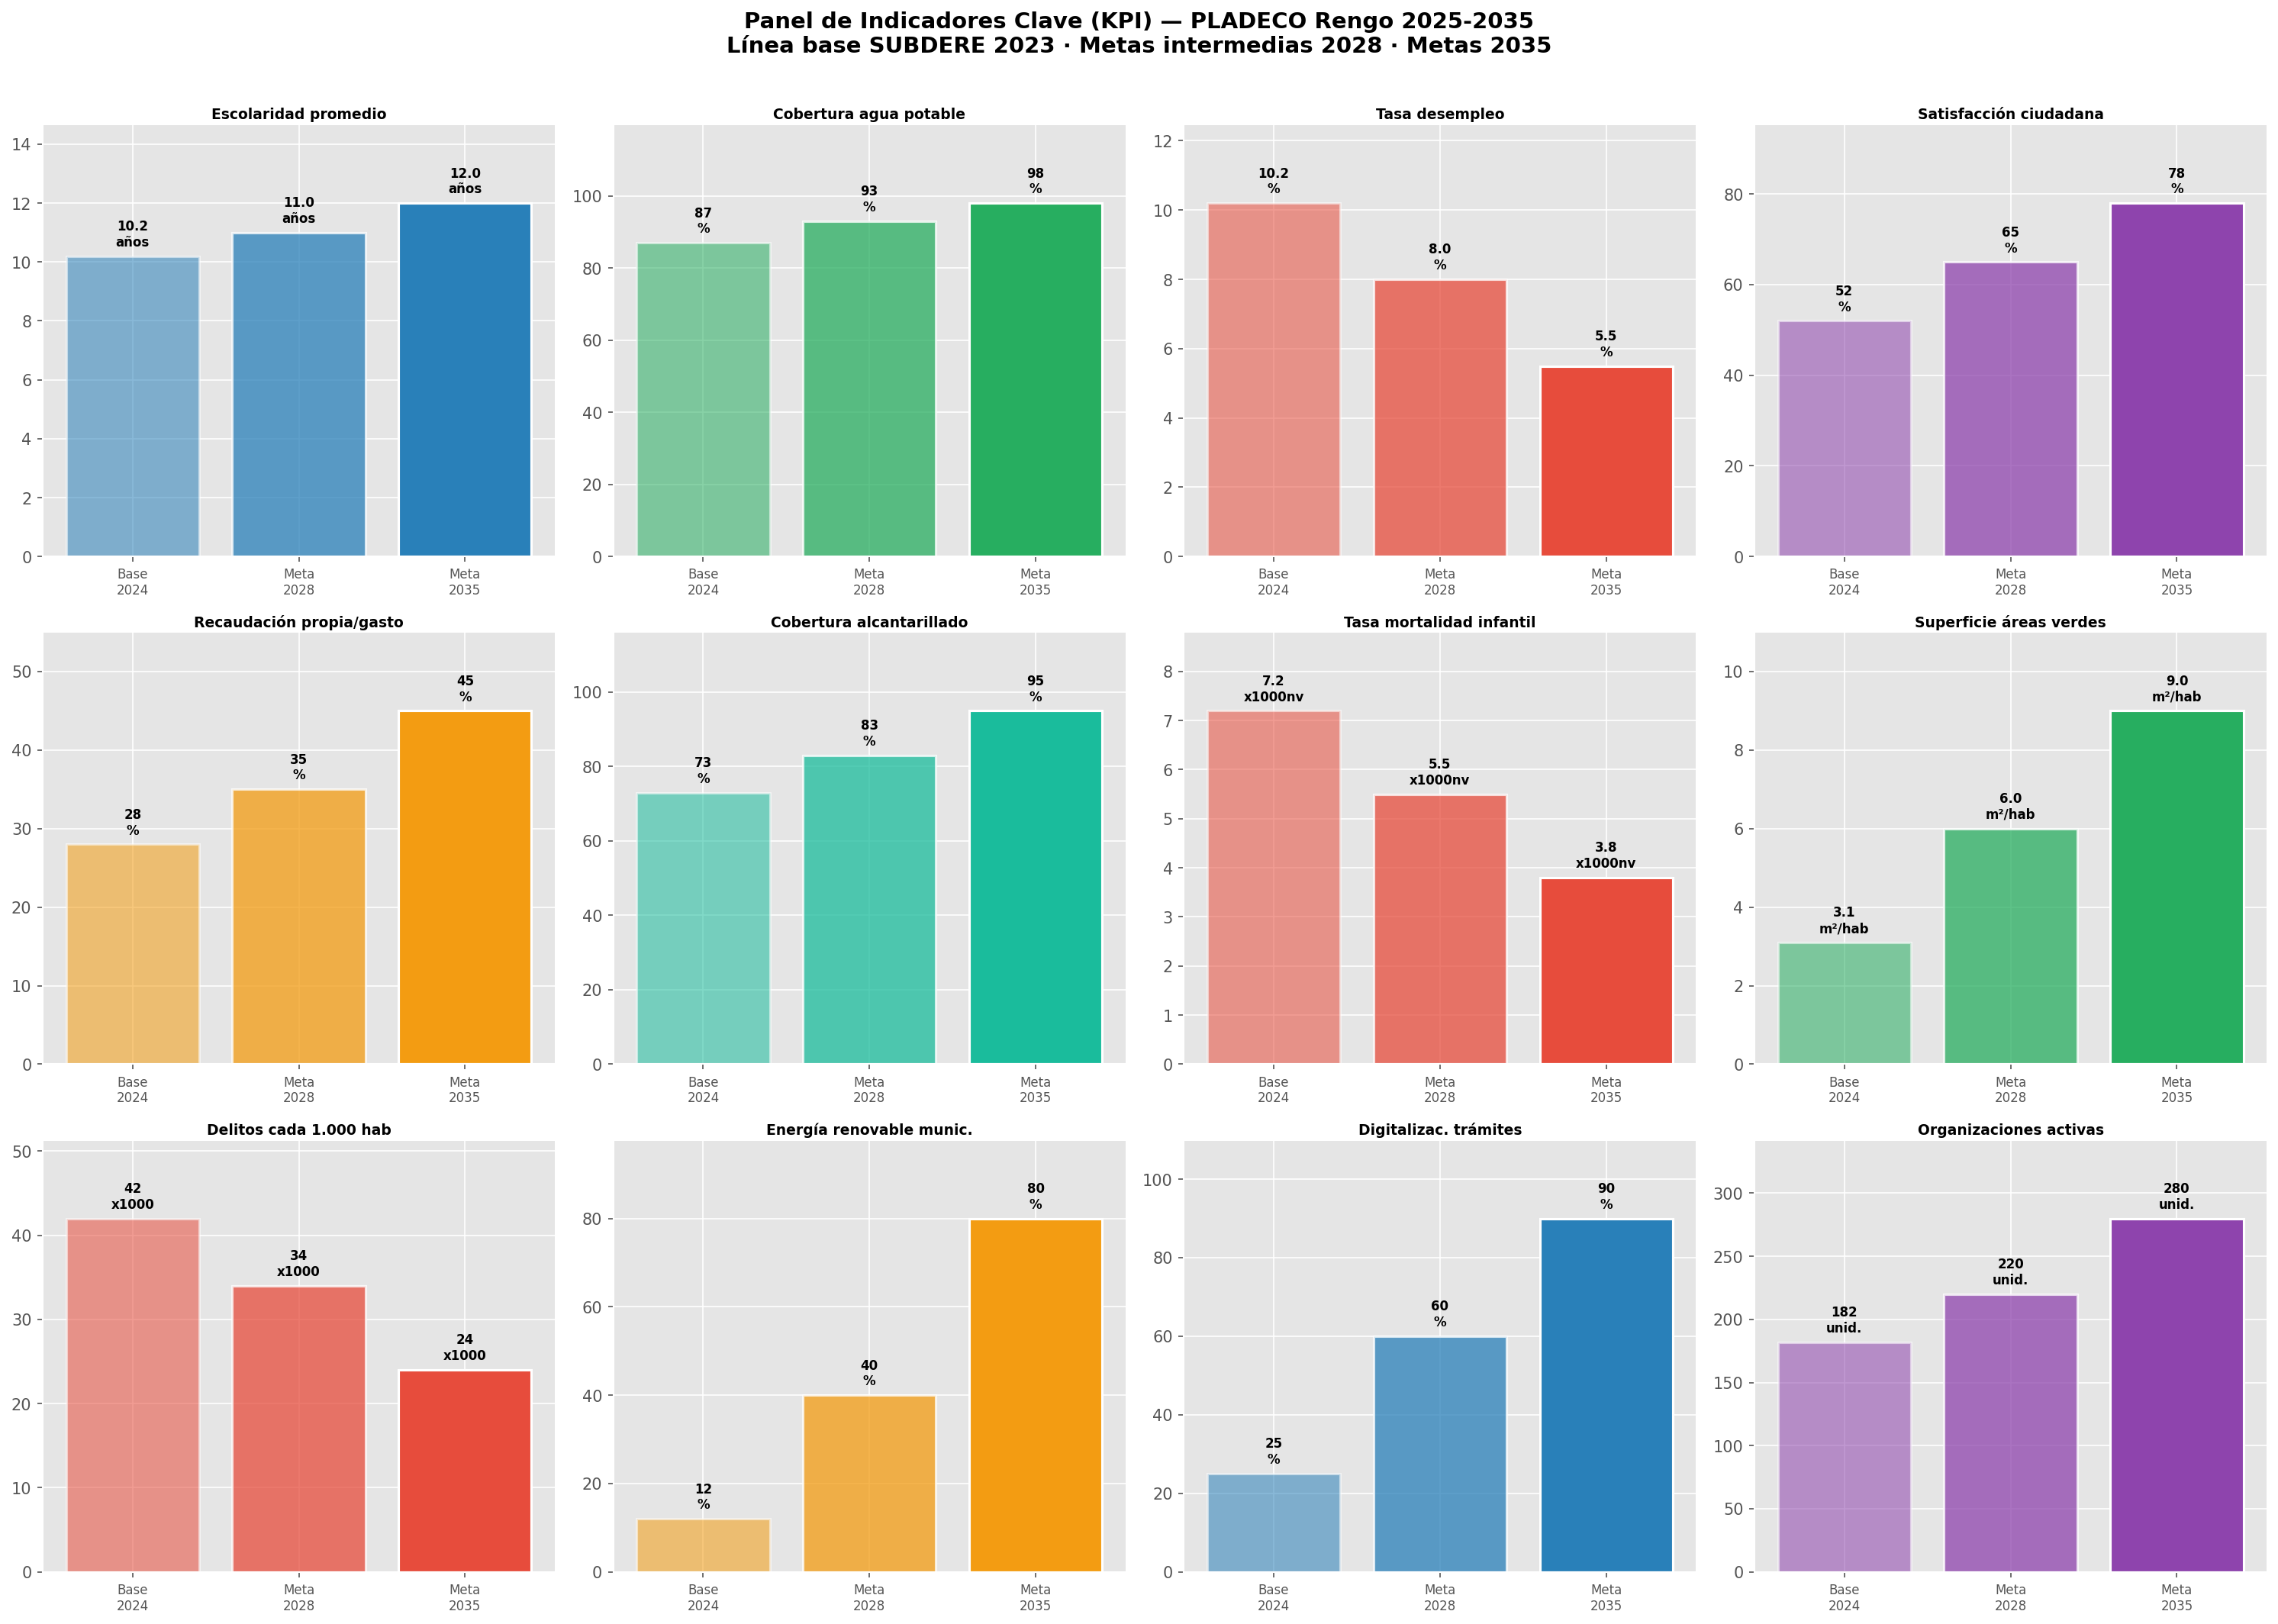 Panel de Indicadores Clave (KPI) — PLADECO Rengo 2025-2035
Línea base SUBDERE 2023 · Metas intermedias 2028 · Metas 2035
Escolaridad promedio
14
12
10
8
6
4
2
0
10.2
años
11.0
años
12.0
años
Base
2024
Meta
2028
Meta
2035
Cobertura agua potable
100
80
60
40
20
0
87
%
93
%
98
%
Base
2024
Meta
2028
Meta
2035
Tasa desempleo
12
10
8
6
4
2
0
10.2
%
8.0
%
5.5
%
Base
2024
Meta
2028
Meta
2035
Satisfacción ciudadana
80
60
40
20
0
52
%
65
%
78
%
Base
2024
Meta
2028
Meta
2035
Recaudación propia/gasto
50
40
30
20
10
0
28
%
35
%
45
%
Base
2024
Meta
2028
Meta
2035
Cobertura alcantarillado
100
80
60
40
20
0
73
%
83
%
95
%
Base
2024
Meta
2028
Meta
2035
Tasa mortalidad infantil
8
7
6
5
4
3
2
1
0
7.2
x1000nv
5.5
x1000nv
3.8
x1000nv
Base
2024
Meta
2028
Meta
2035
Superficie áreas verdes
10
8
6
4
2
0
3.1
m²/hab
6.0
m²/hab
9.0
m²/hab
Base
2024
Meta
2028
Meta
2035
Delitos cada 1.000 hab
50
40
30
20
10
0
42
x1000
34
x1000
24
x1000
Base
2024
Meta
2028
Meta
2035
Energía renovable munic.
80
60
40
20
0
12
%
40
%
80
%
Base
2024
Meta
2028
Meta
2035
Digitalizac. trámites
100
80
60
40
20
0
25
%
60
%
90
%
Base
2024
Meta
2028
Meta
2035
Organizaciones activas
300
250
200
150
100
50
0
182
unid.
220
unid.
280
unid.
Base
2024
Meta
2028
Meta
2035